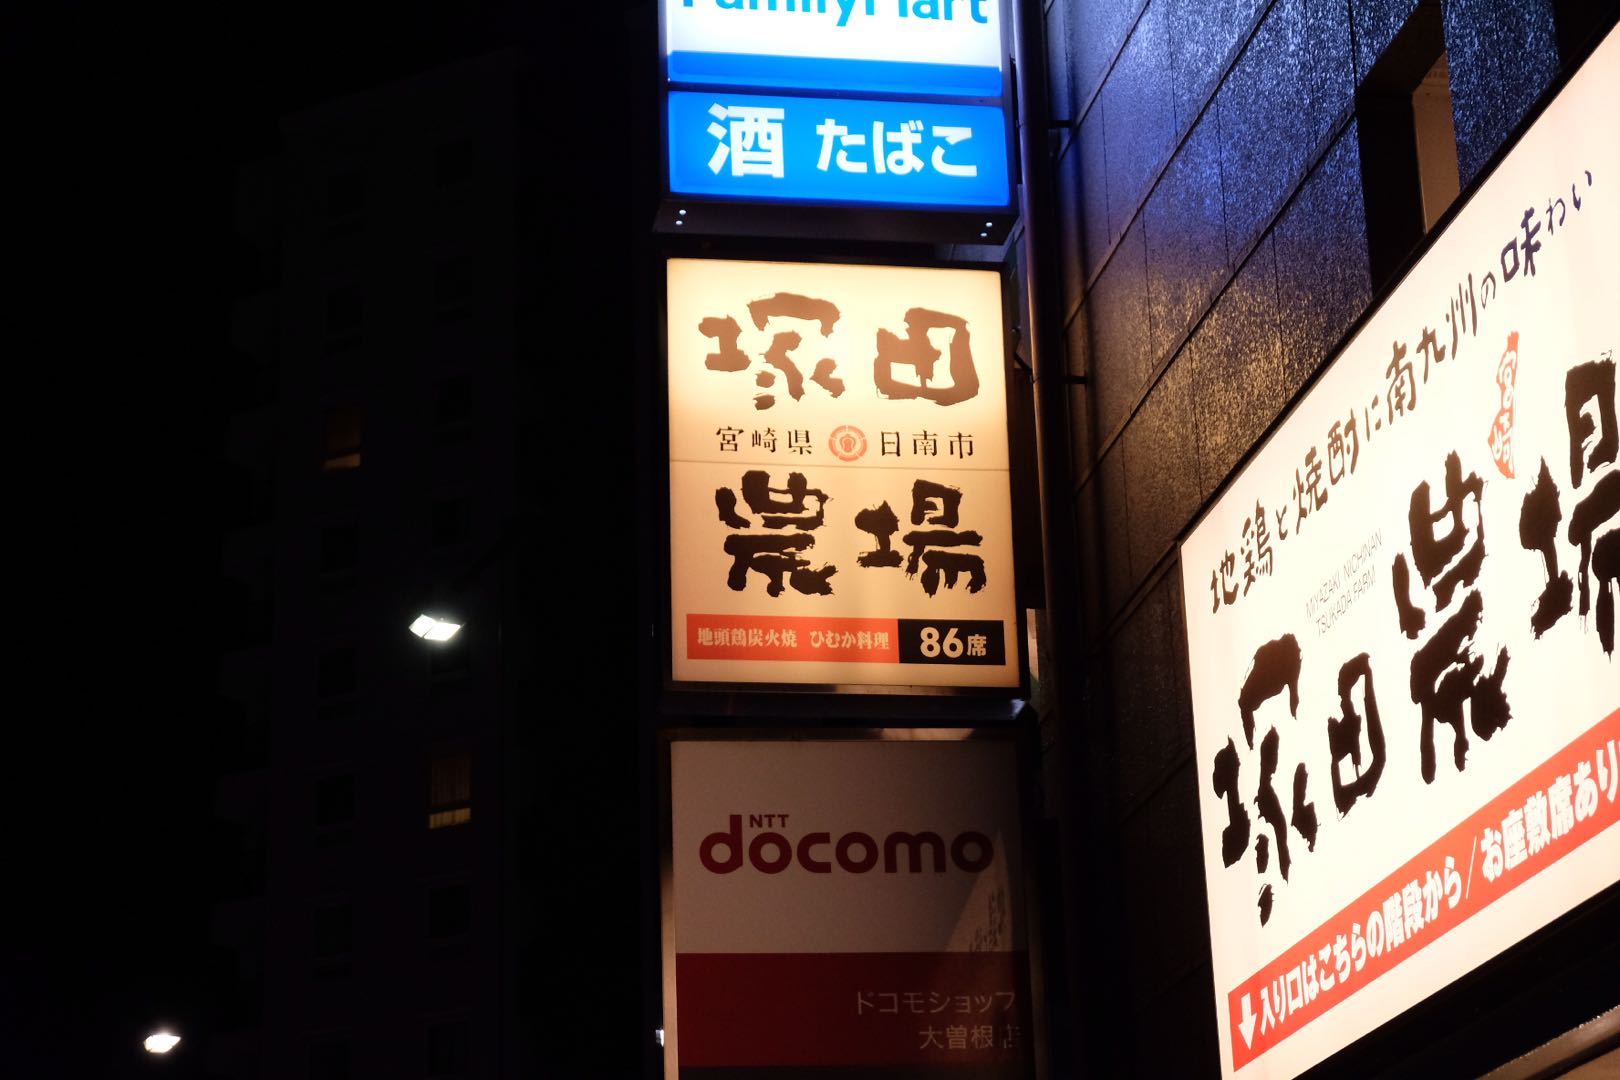 FamilyMart
酒 たばこ
塚田
宮崎県 日南市
農場
地頭鶏炭火焼 ひむか料理 86席
NTT
docomo
ドコモショップ
大曽根店
地鶏と焼酎に南九州の味わい
宮崎
MIYAZAKI NICHINAN
TSUKADA FARM
塚田農場
入り口はこちらの階段から/お座敷席あり